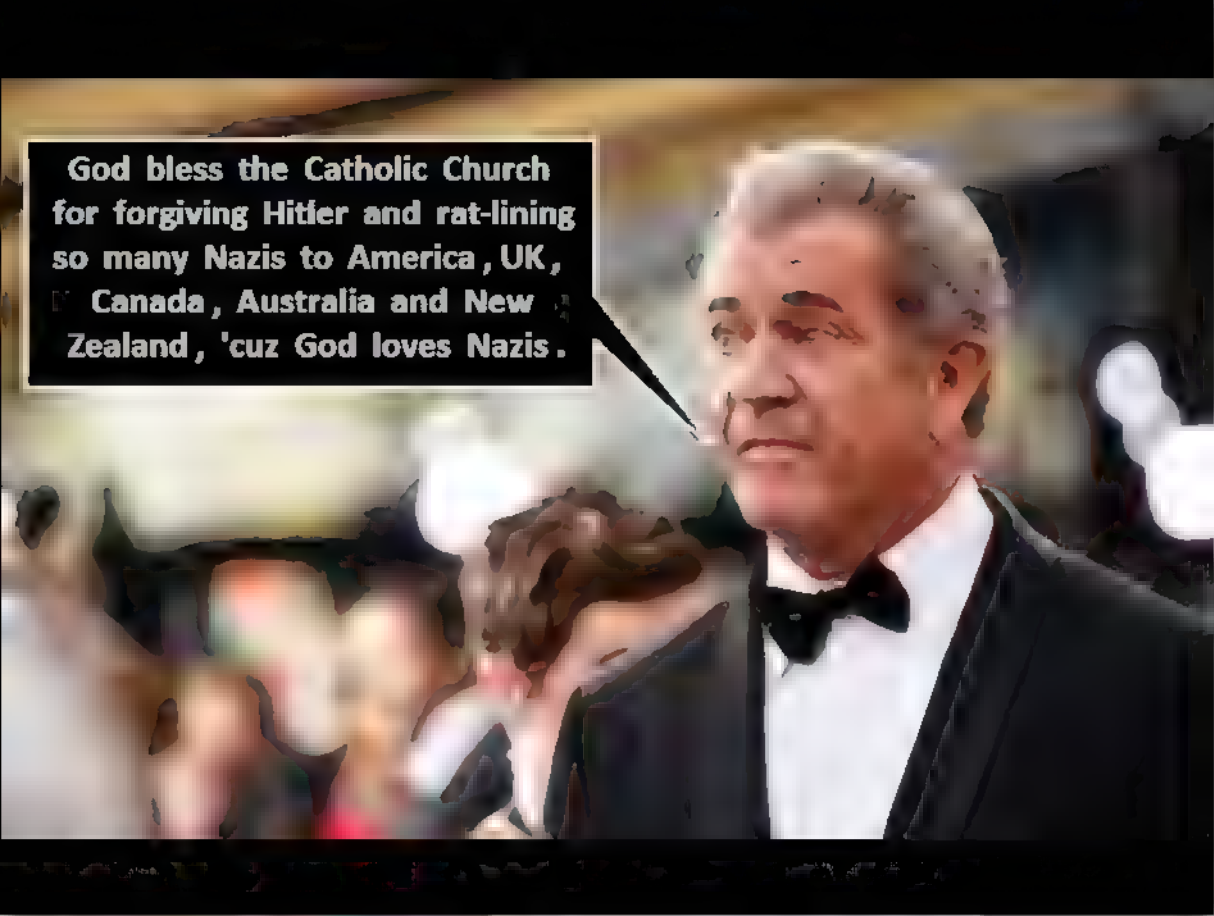 God bless the Catholic Church
for forgiving Hitler and rat-lining
so many Nazis to America, UK,
Canada, Australia and New
Zealand, 'cuz God loves Nazis.